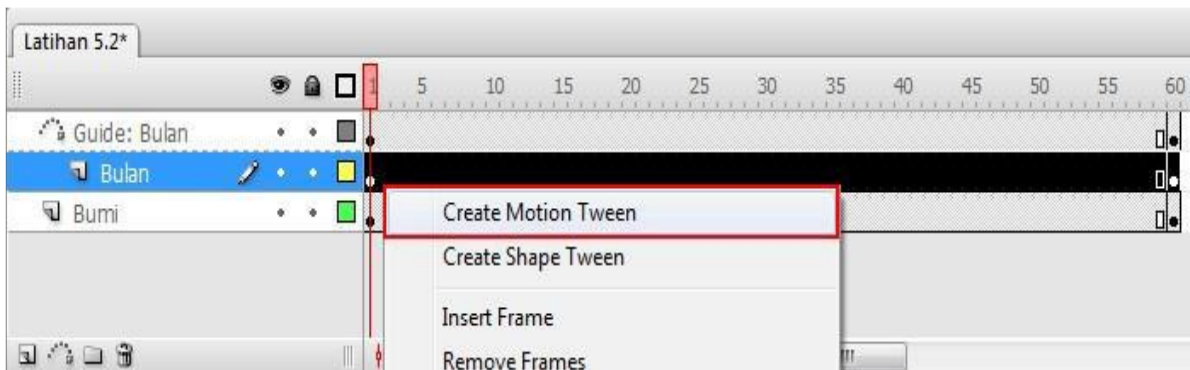 Latihan 5.2*
1 5 10 15 20 25 30 35 40 45 50 55 60
Guide: Bulan
Bulan
Bumi
Create Motion Tween
Create Shape Tween
Insert Frame
Remove Frames